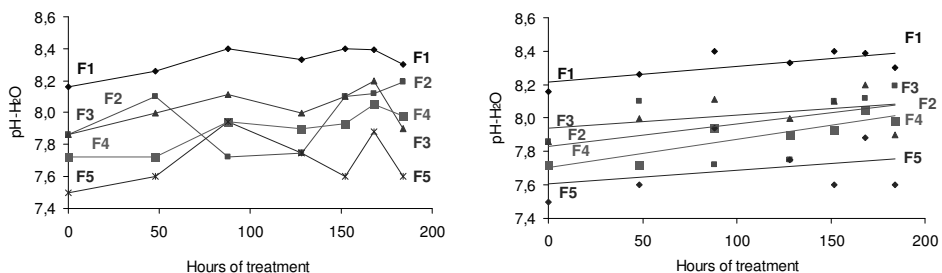 8,6
8,4
8,2
8,0
7,8
7,6
7,4
pH-H2O
F1
F2
F3
F4
F5
F1
F2
F4
F3
F5
0
50
100
150
200
Hours of treatment
8,6
8,4
8,2
8,0
7,8
7,6
7,4
pH-H2O
F1
F3
F2
F4
F5
F1
F3
F2
F4
F5
0
50
100
150
200
Hours of treatment